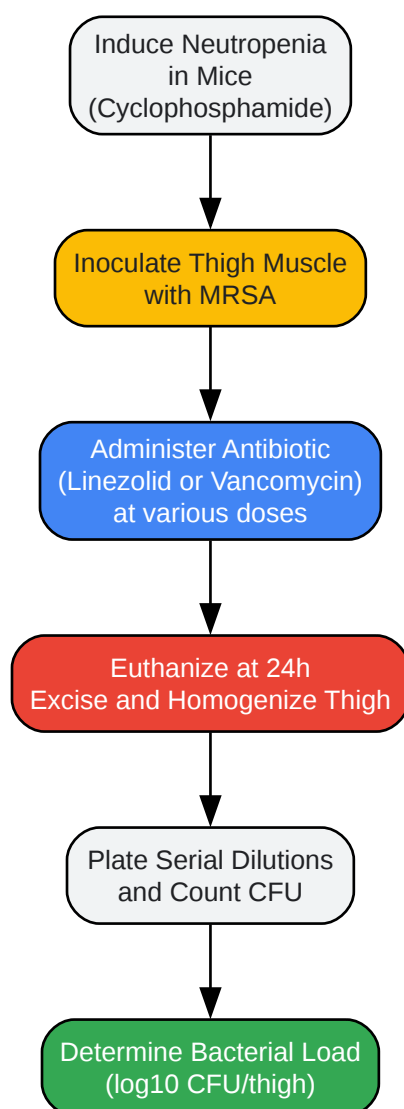 Induce Neutropenia
in Mice
(Cyclophosphamide)
Inoculate Thigh Muscle
with MRSA
Administer Antibiotic
(Linezolid or Vancomycin)
at various doses
Euthanize at 24h
Excise and Homogenize Thigh
Plate Serial Dilutions
and Count CFU
Determine Bacterial Load
(log10 CFU/thigh)